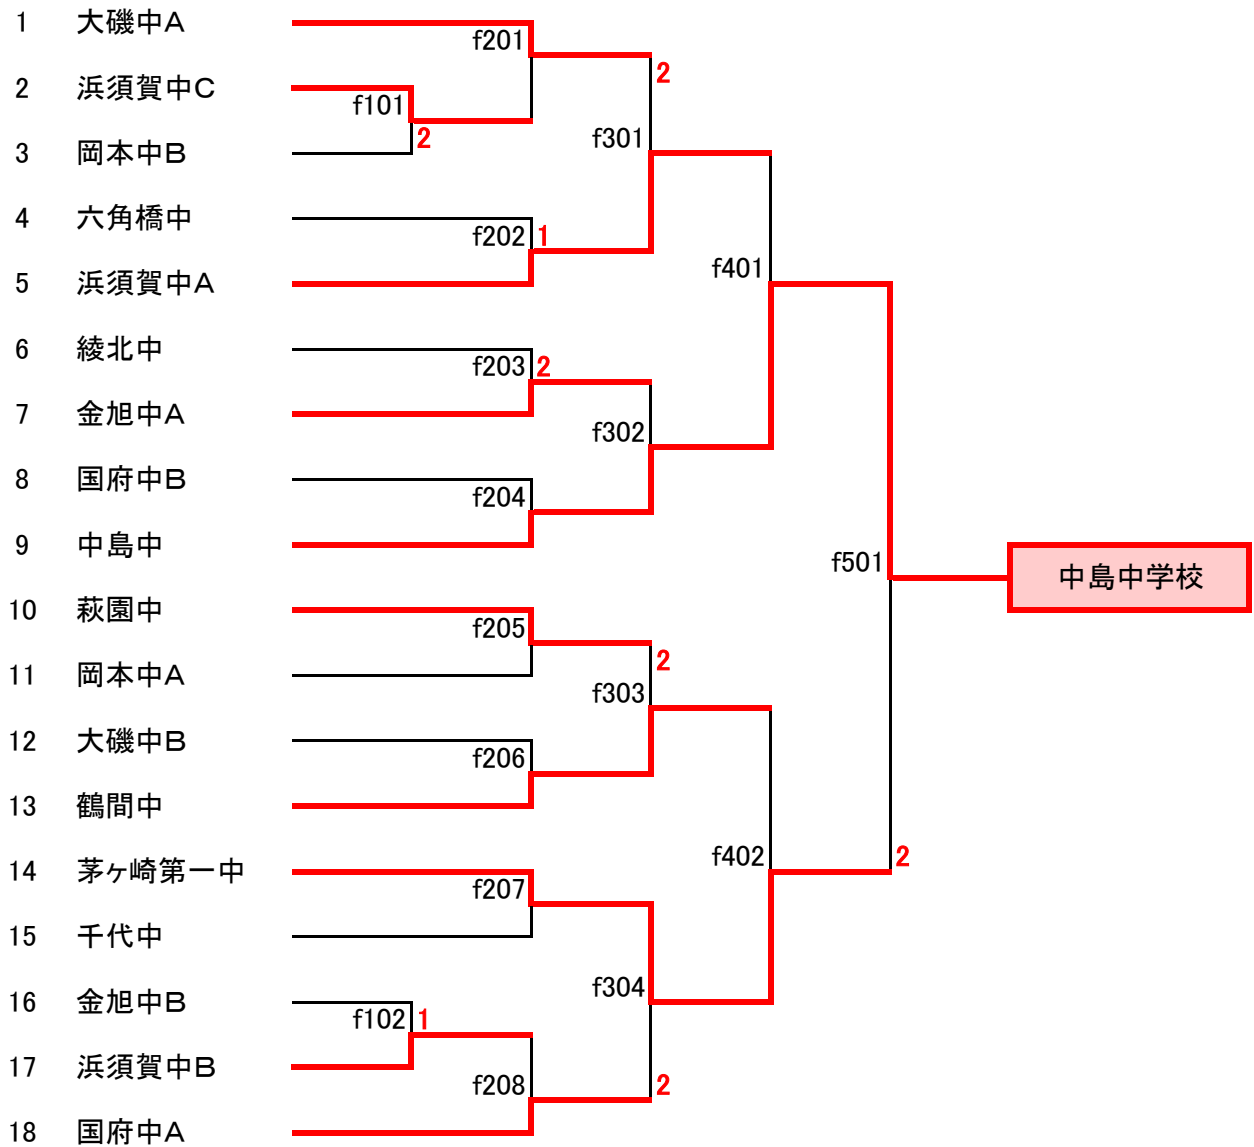 1 大磯中A
f201
2
2 浜須賀中C
f101
2
f301
3 岡本中B
4 六角橋中
f202 1
f401
5 浜須賀中A
6 綾北中
f203 2
7 金旭中A
f302
8 国府中B
f204
9 中島中
f501
中島中学校
10 萩園中
f205
2
11 岡本中A
f303
12 大磯中B
f206
13 鶴間中
f402
2
14 茅ヶ崎第一中
f207
15 千代中
f304
16 金旭中B
f102 1
17 浜須賀中B
f208
2
18 国府中A